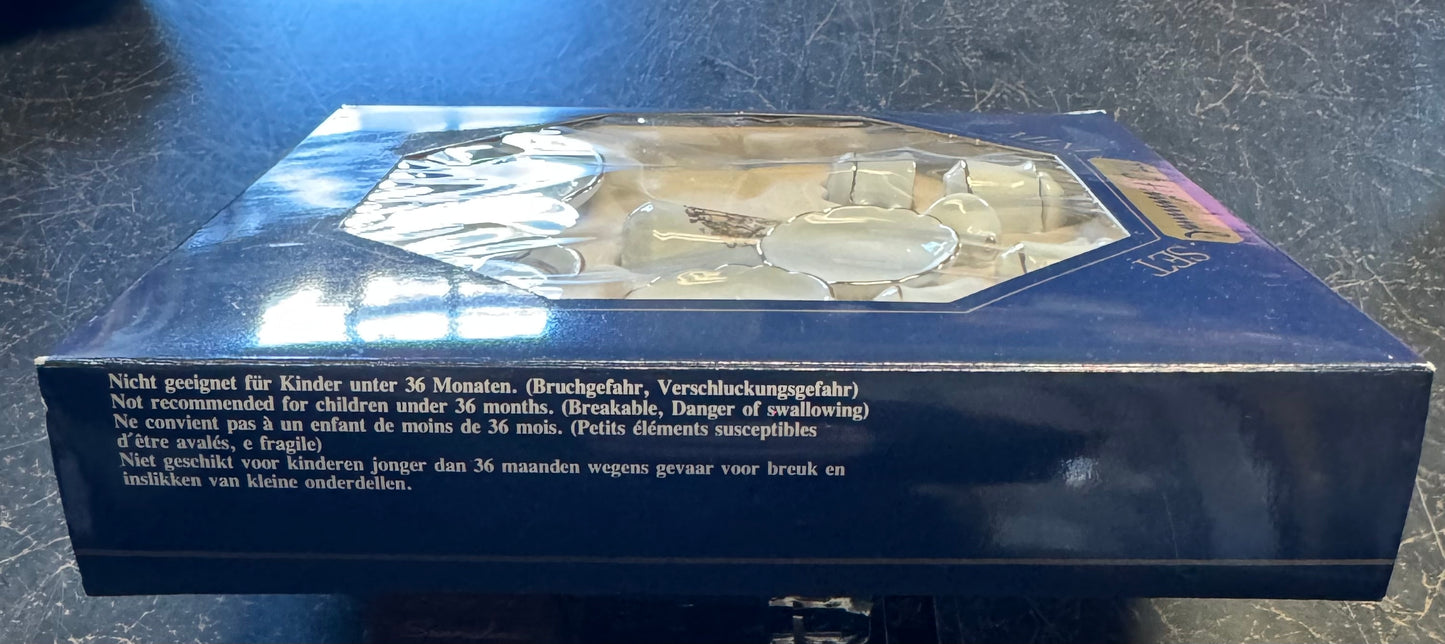 SET
Nicht geeignet für Kinder unter 36 Monaten. (Bruchgefahr, Verschluckungsgefahr)
Not recommended for children under 36 months. (Breakable, Danger of swallowing)
Ne convient pas à un enfant de moins de 36 mois. (Petits éléments susceptibles
d'être avalés, e fragile)
Niet geschikt voor kinderen jonger dan 36 maanden wegens gevaar voor breuk en
inslikken van kleine onderdellen.